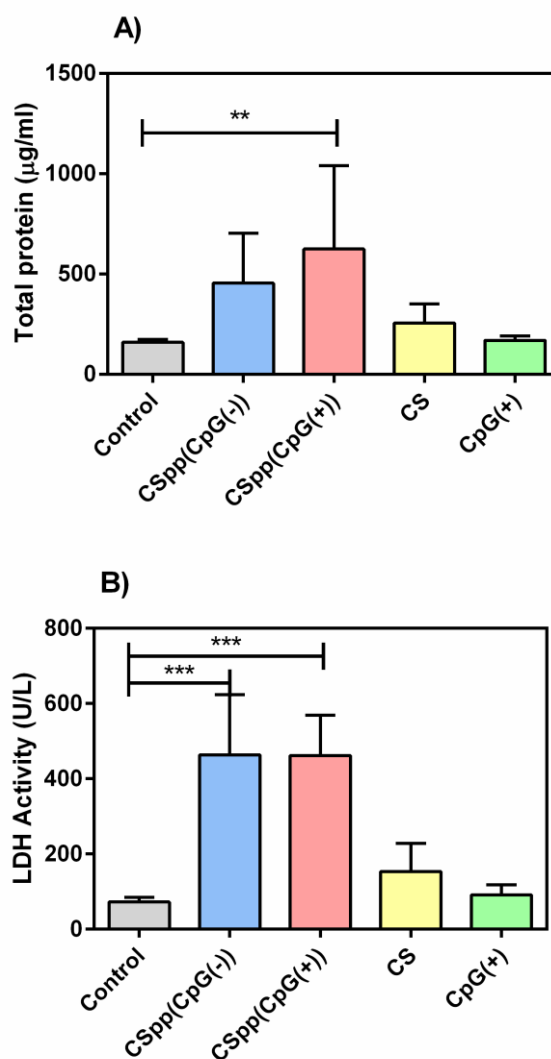 A)
Total protein (μg/ml)
1500
1000
500
0
**
Control
CSpp(CpG(-))
CSpp(CpG(+))
CS
CpG(+)
B)
LDH Activity (U/L)
800
600
400
200
0
***
***
Control
CSpp(CpG(-))
CSpp(CpG(+))
CS
CpG(+)